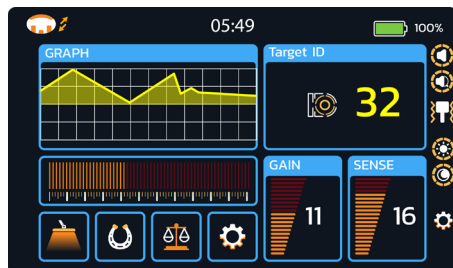 05:49
100%
GRAPH
Target ID
32
GAIN
SENSE
11
16